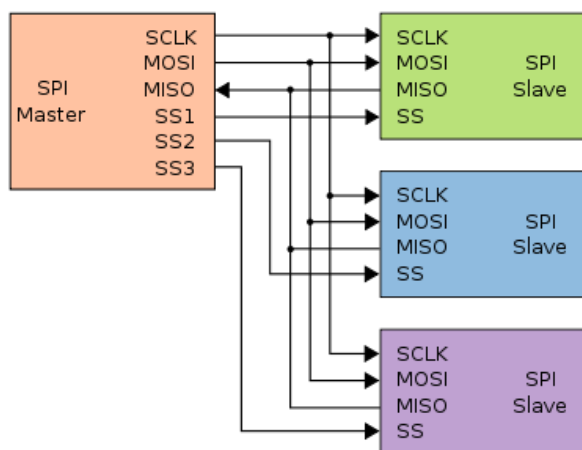 SCLK
MOSI
SPI MISO
Master SS1
SS2
SS3
SCLK
MOSI SPI
MISO Slave
SS
SCLK
MOSI SPI
MISO Slave
SS
SCLK
MOSI SPI
MISO Slave
SS